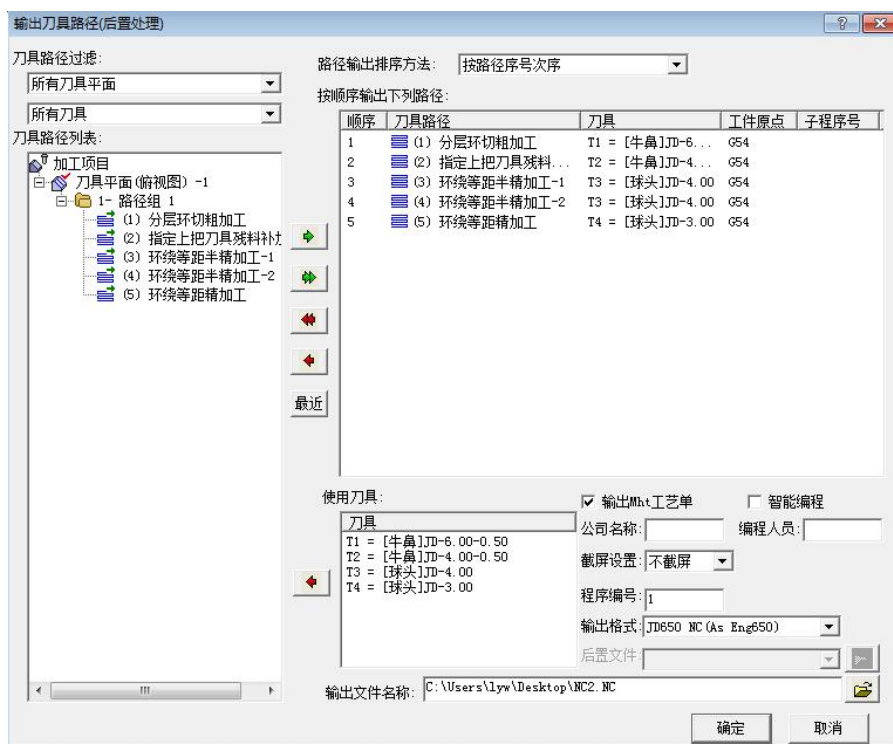 输出刀具路径(后置处理)
刀具路径过滤:
所有刀具平面
所有刀具
刀具路径列表:
加工项目
刀具平面(俯视图) -1
1- 路径组 1
(1) 分层环切粗加工
(2) 指定上把刀具残料补加
(3) 环绕等距半精加工-1
(4) 环绕等距半精加工-2
(5) 环绕等距精加工
最近
路径输出排序方法: 按路径序号次序
按顺序输出下列路径:
顺序 刀具路径 刀具 工件原点 子程序号
1 (1) 分层环切粗加工 T1 = [牛鼻]JD-6... G54
2 (2) 指定上把刀具残料... T2 = [牛鼻]JD-4... G54
3 (3) 环绕等距半精加工-1 T3 = [球头]JD-4.00 G54
4 (4) 环绕等距半精加工-2 T3 = [球头]JD-4.00 G54
5 (5) 环绕等距精加工 T4 = [球头]JD-3.00 G54
使用刀具:
刀具
T1 = [牛鼻]JD-6.00-0.50
T2 = [牛鼻]JD-4.00-0.50
T3 = [球头]JD-4.00
T4 = [球头]JD-3.00
输出Mht工艺单 智能编程
公司名称: 编程人员:
截屏设置: 不截屏
程序编号: 1
输出格式: JD650 NC(As Eng650)
后置文件:
输出文件名称: C:\Users\lyw\Desktop\NC2.NC
确定 取消